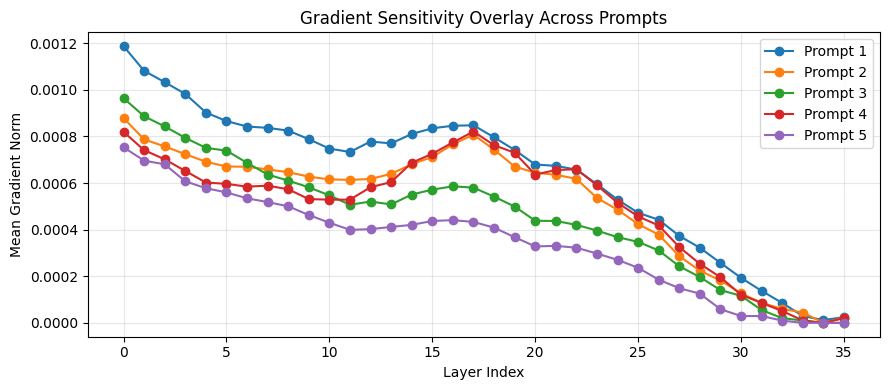 Gradient Sensitivity Overlay Across Prompts
Mean Gradient Norm
0.0012
0.0010
0.0008
0.0006
0.0004
0.0002
0.0000
Prompt 1
Prompt 2
Prompt 3
Prompt 4
Prompt 5
0 5 10 15 20 25 30 35
Layer Index